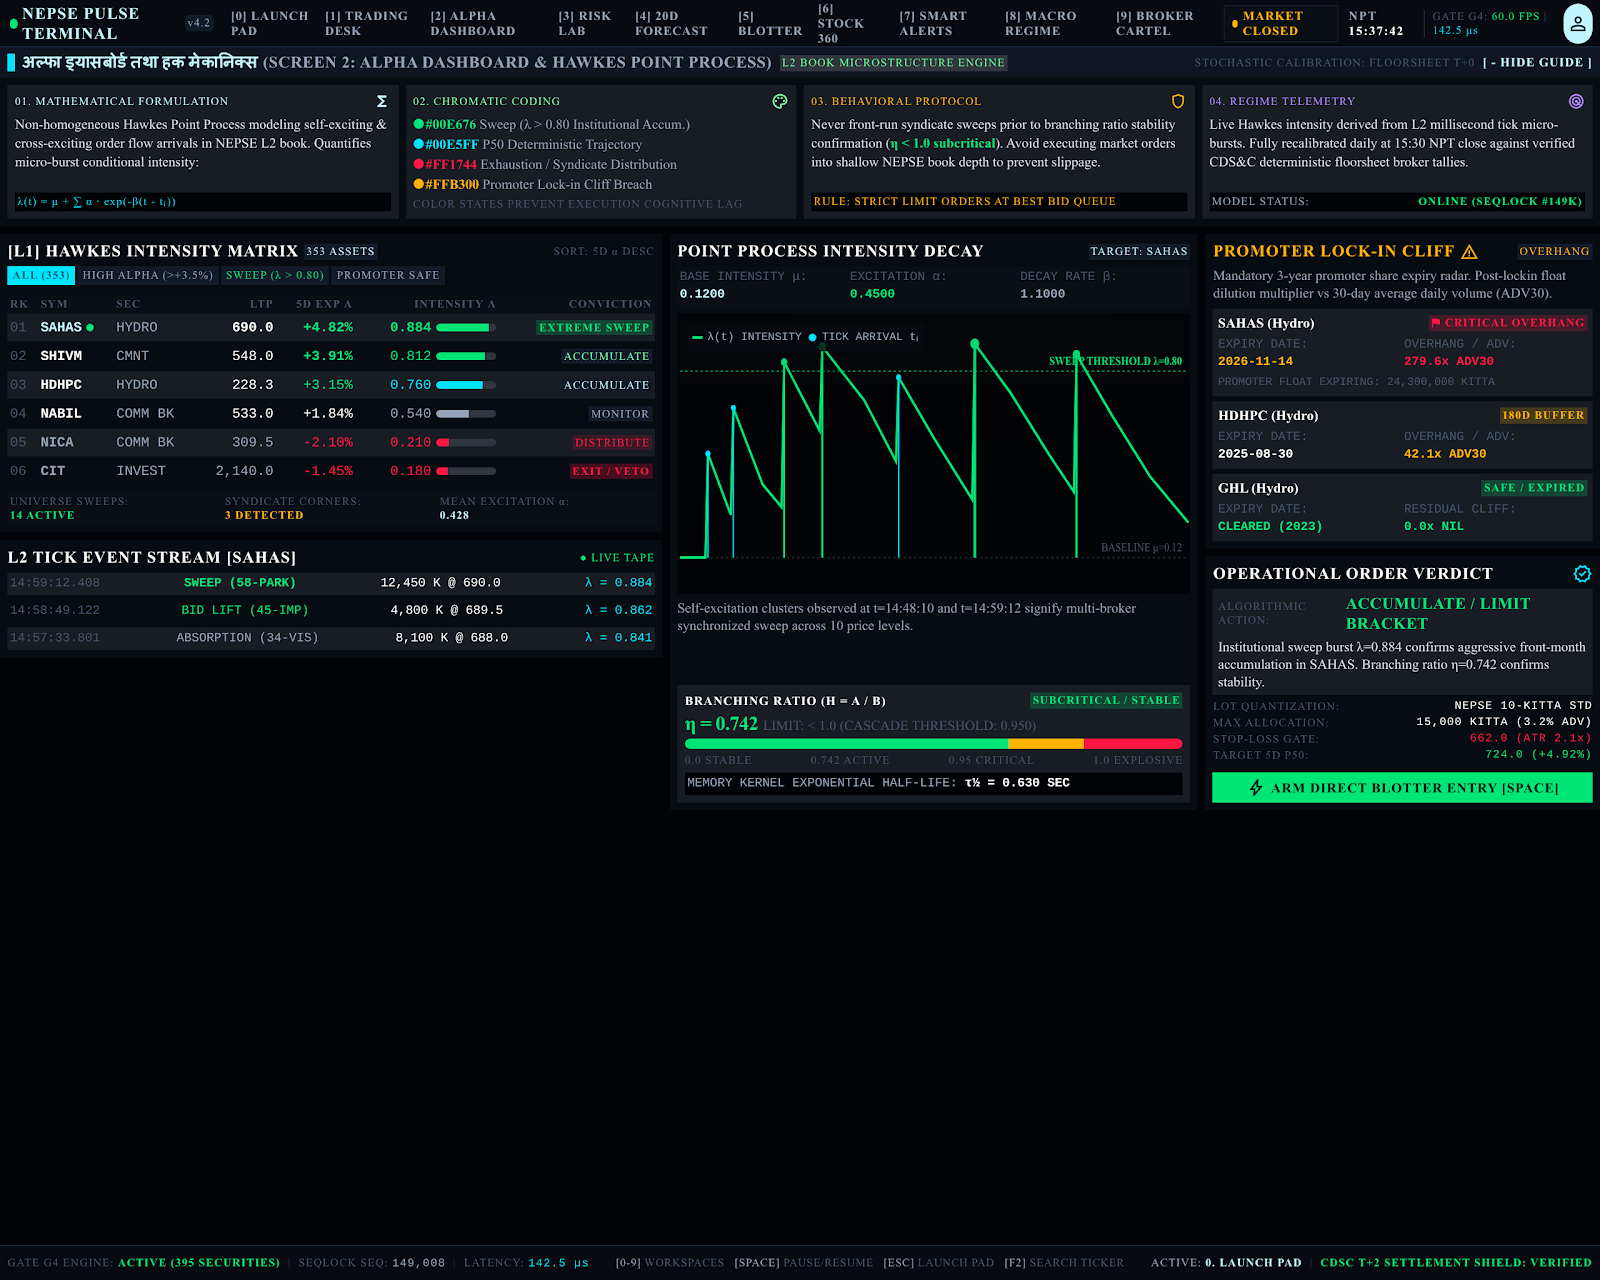 NEPSE PULSE TERMINAL
v4.2
[0] LAUNCH PAD
[1] TRADING DESK
[2] ALPHA DASHBOARD
[3] RISK LAB
[4] 20D FORECAST
[5] BLOTTER
[6] STOCK 360
[7] SMART ALERTS
[8] MACRO REGIME
[9] BROKER CARTEL
MARKET CLOSED
NPT 15:37:42
GATE G4: 60.0 FPS | 142.5 µs
अल्फा ड्यासबोर्ड तथा हक मेकानिक्स (SCREEN 2: ALPHA DASHBOARD & HAWKES POINT PROCESS)
L2 BOOK MICROSTRUCTURE ENGINE
STOCHASTIC CALIBRATION: FLOORSHEET T+0
[ - HIDE GUIDE ]
01. MATHEMATICAL FORMULATION
Non-homogeneous Hawkes Point Process modeling self-exciting &
cross-exciting order flow arrivals in NEPSE L2 book. Quantifies
micro-burst conditional intensity:
λ(t) = μ + ∑ α · exp(-β(t - tᵢ))
02. CHROMATIC CODING
#00E676 Sweep (λ > 0.80 Institutional Accum.)
#00E5FF P50 Deterministic Trajectory
#FF1744 Exhaustion / Syndicate Distribution
#FFB300 Promoter Lock-in Cliff Breach
COLOR STATES PREVENT EXECUTION COGNITIVE LAG
03. BEHAVIORAL PROTOCOL
Never front-run syndicate sweeps prior to branching ratio stability
confirmation (η < 1.0 subcritical). Avoid executing market orders
into shallow NEPSE book depth to prevent slippage.
RULE: STRICT LIMIT ORDERS AT BEST BID QUEUE
04. REGIME TELEMETRY
Live Hawkes intensity derived from L2 millisecond tick micro-
bursts. Fully recalibrated daily at 15:30 NPT close against verified
CDS&C deterministic floorsheet broker tallies.
MODEL STATUS: ONLINE (SEQLOCK #149K)
[L1] HAWKES INTENSITY MATRIX 353 ASSETS
SORT: 5D α DESC
ALL (353)
HIGH ALPHA (>+3.5%)
SWEEP (λ > 0.80)
PROMOTER SAFE
RK SYM SEC LTP 5D EXP Α INTENSITY Λ CONVICTION
01 SAHAS HYDRO 690.0 +4.82% 0.884 EXTREME SWEEP
02 SHIVM CMNT 548.0 +3.91% 0.812 ACCUMULATE
03 HDHPC HYDRO 228.3 +3.15% 0.760 ACCUMULATE
04 NABIL COMM BK 533.0 +1.84% 0.540 MONITOR
05 NICA COMM BK 309.5 -2.10% 0.210 DISTRIBUTE
06 CIT INVEST 2,140.0 -1.45% 0.180 EXIT / VETO
UNIVERSE SWEEPS: 14 ACTIVE
SYNDICATE CORNERS: 3 DETECTED
MEAN EXCITATION α: 0.428
L2 TICK EVENT STREAM [SAHAS]
LIVE TAPE
14:59:12.408 SWEEP (58-PARK) 12,450 K @ 690.0 λ = 0.884
14:58:49.122 BID LIFT (45-IMP) 4,800 K @ 689.5 λ = 0.862
14:57:33.801 ABSORPTION (34-VIS) 8,100 K @ 688.0 λ = 0.841
POINT PROCESS INTENSITY DECAY
TARGET: SAHAS
BASE INTENSITY μ: 0.1200
EXCITATION α: 0.4500
DECAY RATE β: 1.1000
λ(t) INTENSITY
TICK ARRIVAL tᵢ
SWEEP THRESHOLD λ=0.80
BASELINE μ=0.12
Self-excitation clusters observed at t=14:48:10 and t=14:59:12 signify multi-broker
synchronized sweep across 10 price levels.
BRANCHING RATIO (Η = Α / Β)
SUBCRITICAL / STABLE
η = 0.742 LIMIT: < 1.0 (CASCADE THRESHOLD: 0.950)
0.0 STABLE
0.742 ACTIVE
0.95 CRITICAL
1.0 EXPLOSIVE
MEMORY KERNEL EXPONENTIAL HALF-LIFE: τ½ = 0.630 SEC
PROMOTER LOCK-IN CLIFF
OVERHANG
Mandatory 3-year promoter share expiry radar. Post-lockin float
dilution multiplier vs 30-day average daily volume (ADV30).
SAHAS (Hydro)
CRITICAL OVERHANG
EXPIRY DATE: OVERHANG / ADV:
2026-11-14 279.6x ADV30
PROMOTER FLOAT EXPIRING: 24,300,000 KITTA
HDHPC (Hydro)
180D BUFFER
EXPIRY DATE: OVERHANG / ADV:
2025-08-30 42.1x ADV30
GHL (Hydro)
SAFE / EXPIRED
EXPIRY DATE: RESIDUAL CLIFF:
CLEARED (2023) 0.0x NIL
OPERATIONAL ORDER VERDICT
ALGORITHMIC ACTION: ACCUMULATE / LIMIT BRACKET
Institutional sweep burst λ=0.884 confirms aggressive front-month
accumulation in SAHAS. Branching ratio η=0.742 confirms
stability.
LOT QUANTIZATION: NEPSE 10-KITTA STD
MAX ALLOCATION: 15,000 KITTA (3.2% ADV)
STOP-LOSS GATE: 662.0 (ATR 2.1x)
TARGET 5D P50: 724.0 (+4.92%)
ARM DIRECT BLOTTER ENTRY [SPACE]
GATE G4 ENGINE: ACTIVE (395 SECURITIES) | SEQLOCK SEQ: 149,008 | LATENCY: 142.5 µs
[0-9] WORKSPACES [SPACE] PAUSE/RESUME [ESC] LAUNCH PAD [F2] SEARCH TICKER
ACTIVE: 0. LAUNCH PAD | CDSC T+2 SETTLEMENT SHIELD: VERIFIED